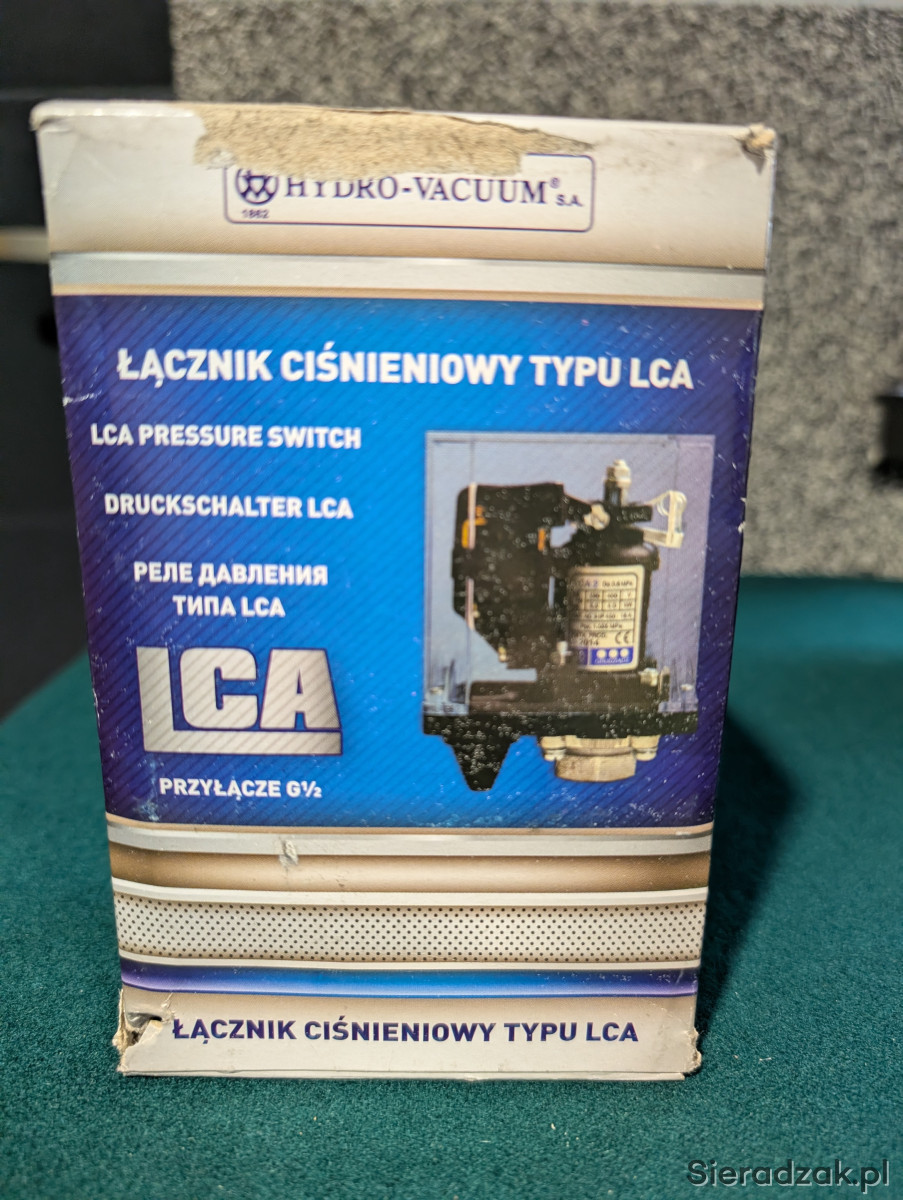 HYDRO-VACUUM® S.A.
1862
ŁĄCZNIK CIŚNIENIOWY TYPU LCA
LCA PRESSURE SWITCH
DRUCKSCHALTER LCA
РЕЛЕ ДАВЛЕНИЯ
ТИПА LCA
LCA
PRZYŁĄCZE G½
ŁĄCZNIK CIŚNIENIOWY TYPU LCA
Sieradzak.pl